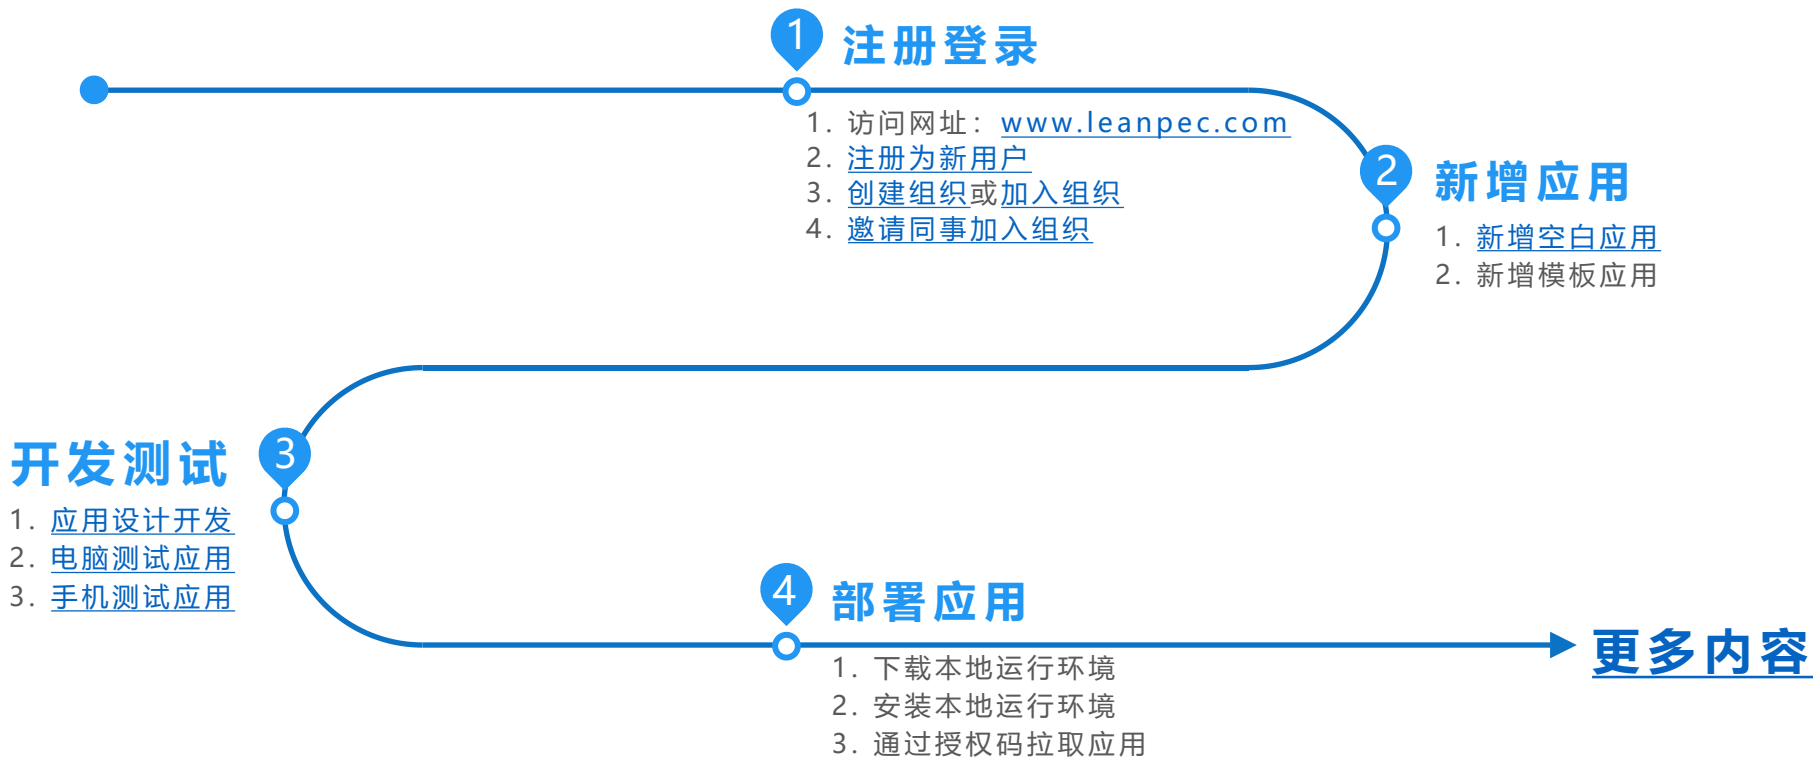 1 注册登录
1. 访问网址：www.leanpec.com
2. 注册为新用户
3. 创建组织或加入组织
4. 邀请同事加入组织
2 新增应用
1. 新增空白应用
2. 新增模板应用
3 开发测试
1. 应用设计开发
2. 电脑测试应用
3. 手机测试应用
4 部署应用
1. 下载本地运行环境
2. 安装本地运行环境
3. 通过授权码拉取应用
更多内容